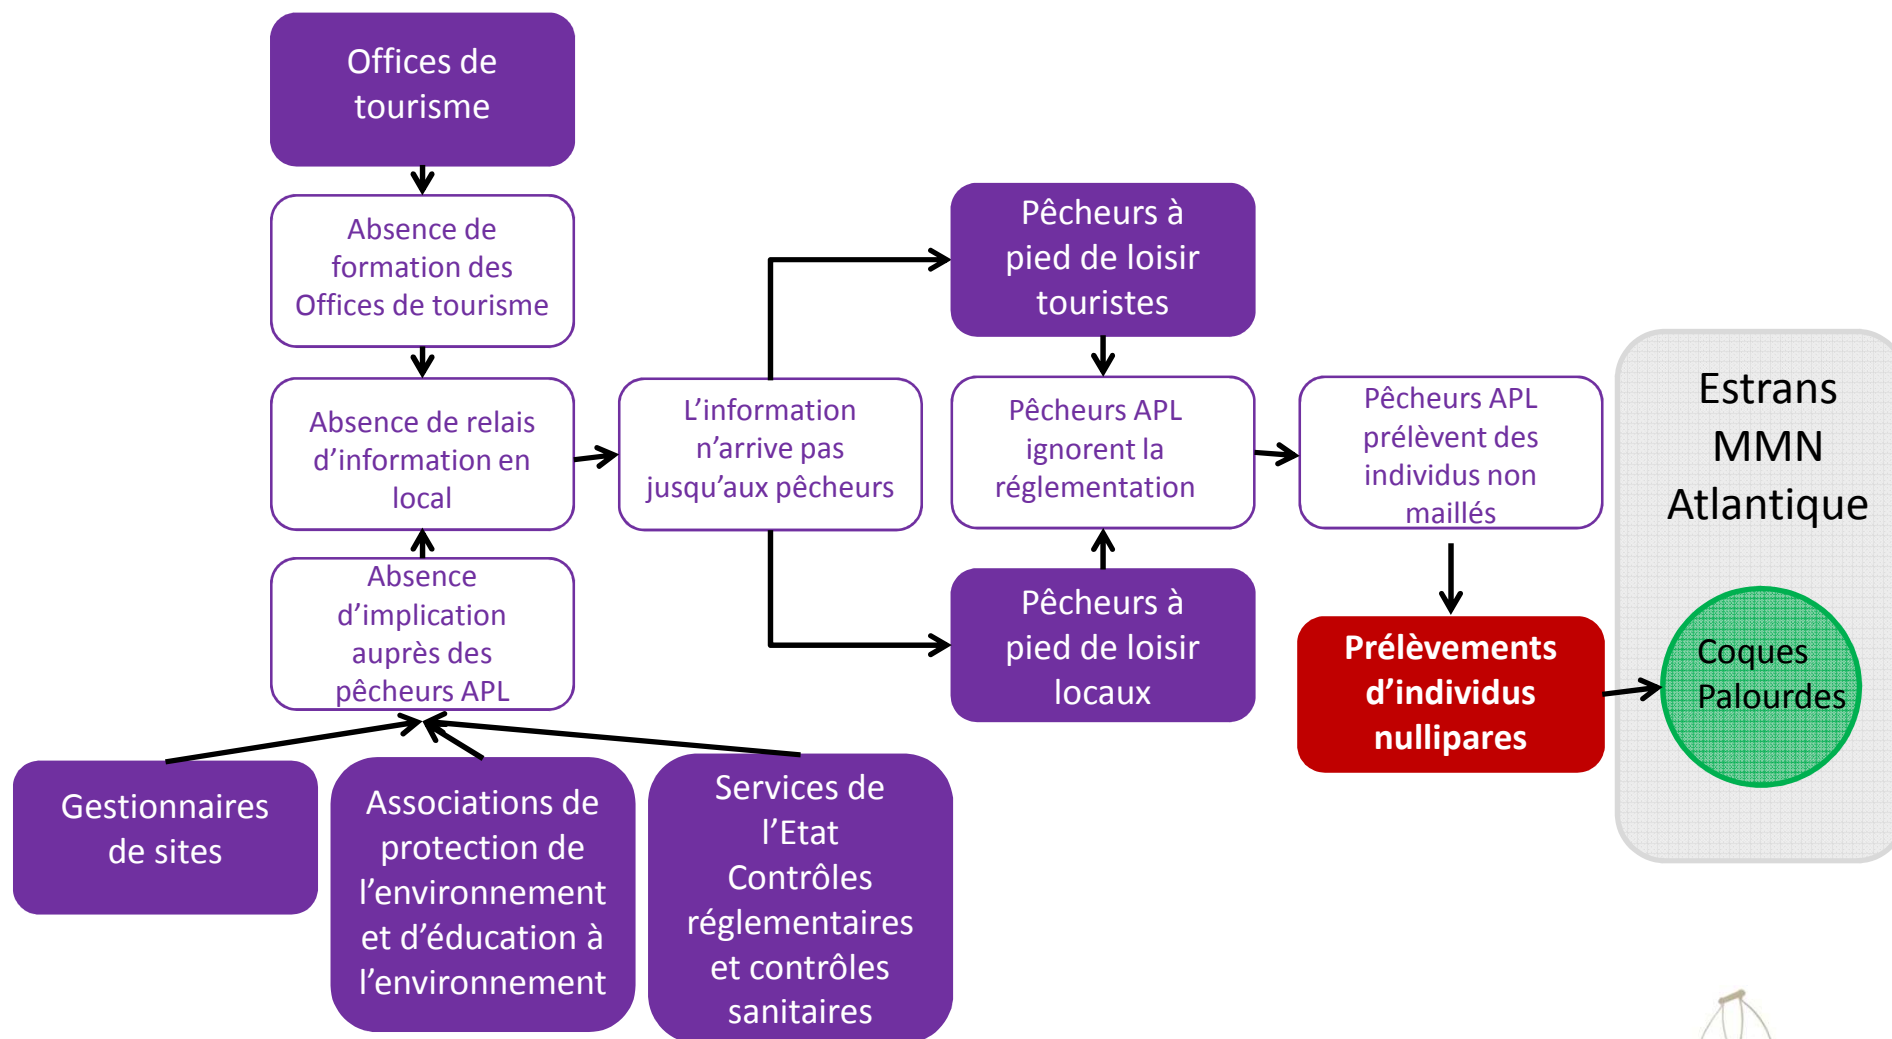 Offices de
tourisme
Absence de
formation des
Offices de tourisme
Absence de relais
d’information en
local
Absence
d’implication
auprès des
pêcheurs APL
Gestionnaires
de sites
Associations de
protection de
l’environnement
et d’éducation à
l’environnement
Services de
l’Etat
Contrôles
réglementaires
et contrôles
sanitaires
L’information
n’arrive pas
jusqu’aux pêcheurs
Pêcheurs à
pied de loisir
touristes
Pêcheurs APL
ignorent la
réglementation
Pêcheurs à
pied de loisir
locaux
Pêcheurs APL
prélèvent des
individus non
maillés
Prélèvements
d’individus
nullipares
Estrans
MMN
Atlantique
Coques
Palourdes